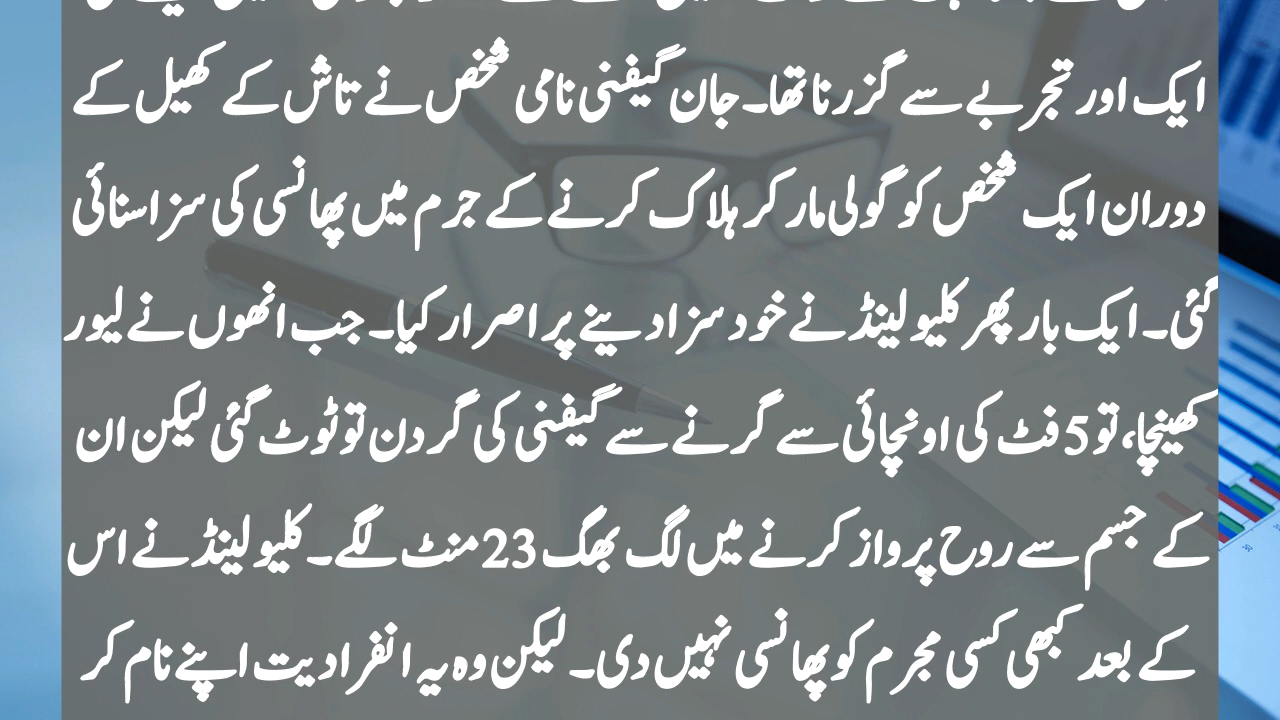 ایک اور تجربے سے گزرنا تھا۔ جان گیفنی نامی شخص نے تاش کے کھیل کے
دوران ایک شخص کو گولی مار کر ہلاک کرنے کے جرم میں پھانسی کی سزا سنائی
گئی۔ ایک بار پھر کلیولینڈ نے خود سزا دینے پر اصرار کیا۔ جب انھوں نے لیور
کھینچا، تو 5 فٹ کی اونچائی سے گرنے سے گیفنی کی گردن تو ٹوٹ گئی لیکن ان
کے جسم سے روح پرواز کرنے میں لگ بھگ 23 منٹ لگے۔ کلیولینڈ نے اس
کے بعد کبھی کسی مجرم کو پھانسی نہیں دی۔ لیکن وہ یہ انفرادیت اپنے نام کر